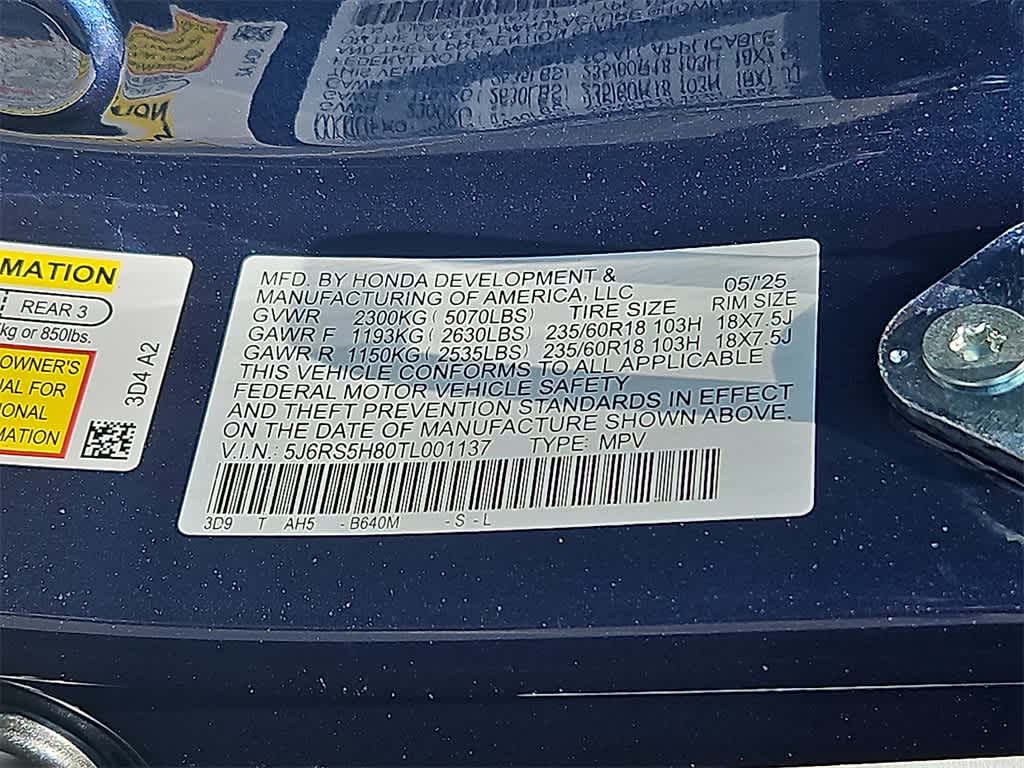 MATION
REAR 3
kg or 850lbs.
OWNER'S
UAL FOR
IONAL
MATION
3D4 A2
MFD. BY HONDA DEVELOPMENT & 05/'25
MANUFACTURING OF AMERICA, LLC
GVWR 2300KG ( 5070LBS) TIRE SIZE RIM SIZE
GAWR F 1193KG ( 2630LBS) 235/60R18 103H 18X7.5J
GAWR R 1150KG ( 2535LBS) 235/60R18 103H 18X7.5J
THIS VEHICLE CONFORMS TO ALL APPLICABLE
FEDERAL MOTOR VEHICLE SAFETY
AND THEFT PREVENTION STANDARDS IN EFFECT
ON THE DATE OF MANUFACTURE SHOWN ABOVE.
V.I.N.: 5J6RS5H80TL001137 TYPE: MPV
3D9 T AH5 -B640M -S-L